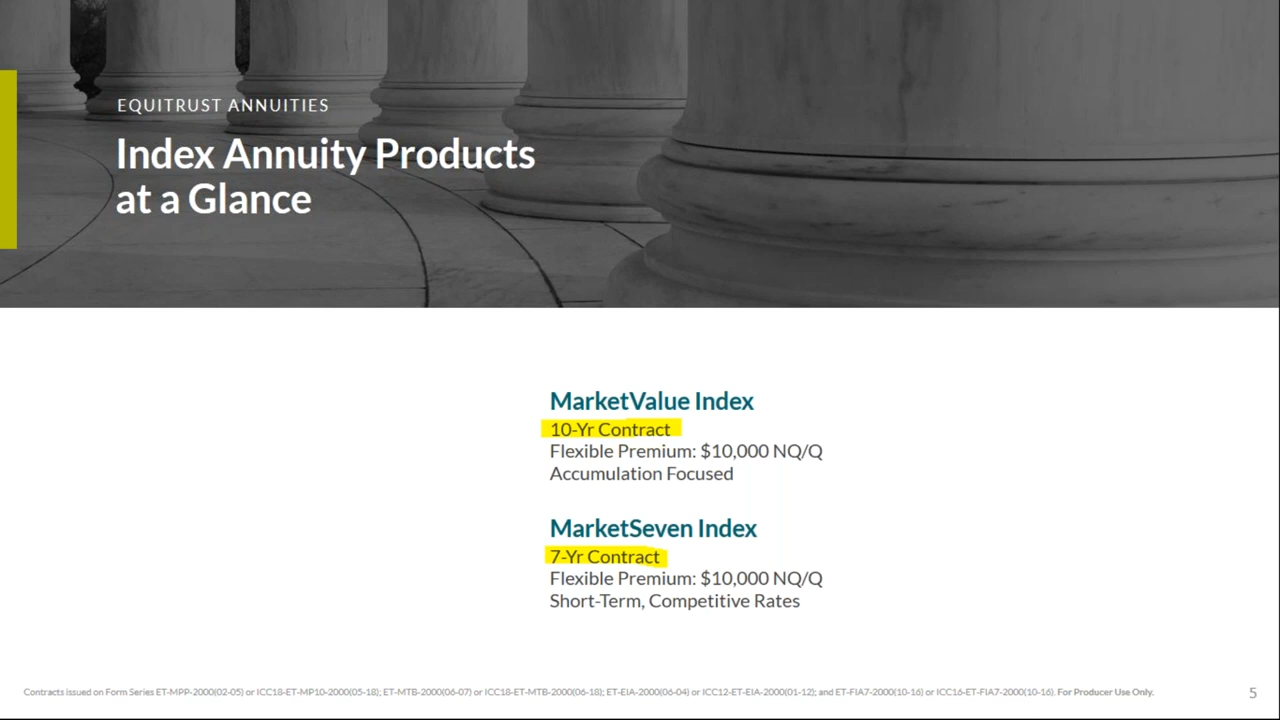 EQUITRUST ANNUITIES
Index Annuity Products
at a Glance
MarketValue Index
10-Yr Contract
Flexible Premium: $10,000 NQ/Q
Accumulation Focused
MarketSeven Index
7-Yr Contract
Flexible Premium: $10,000 NQ/Q
Short-Term, Competitive Rates
Contracts issued on Form Series ET-MPP-2000(02-05) or ICC18-ET-MP10-2000(05-18); ET-MTB-2000(06-07) or ICC18-ET-MTB-2000(06-18); ET-EIA-2000(06-04) or ICC12-ET-EIA-2000(01-12); and ET-FIA7-2000(10-16) or ICC16-ET-FIA7-2000(10-16). For Producer Use Only.
5